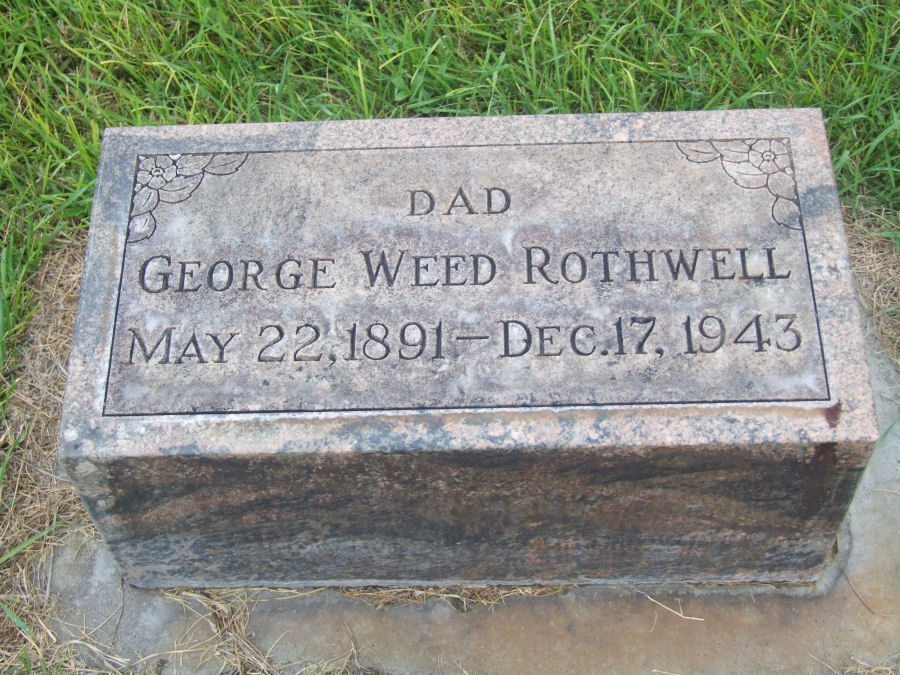 DAD
GEORGE WEED ROTHWELL
MAY 22, 1891 — DEC. 17, 1943